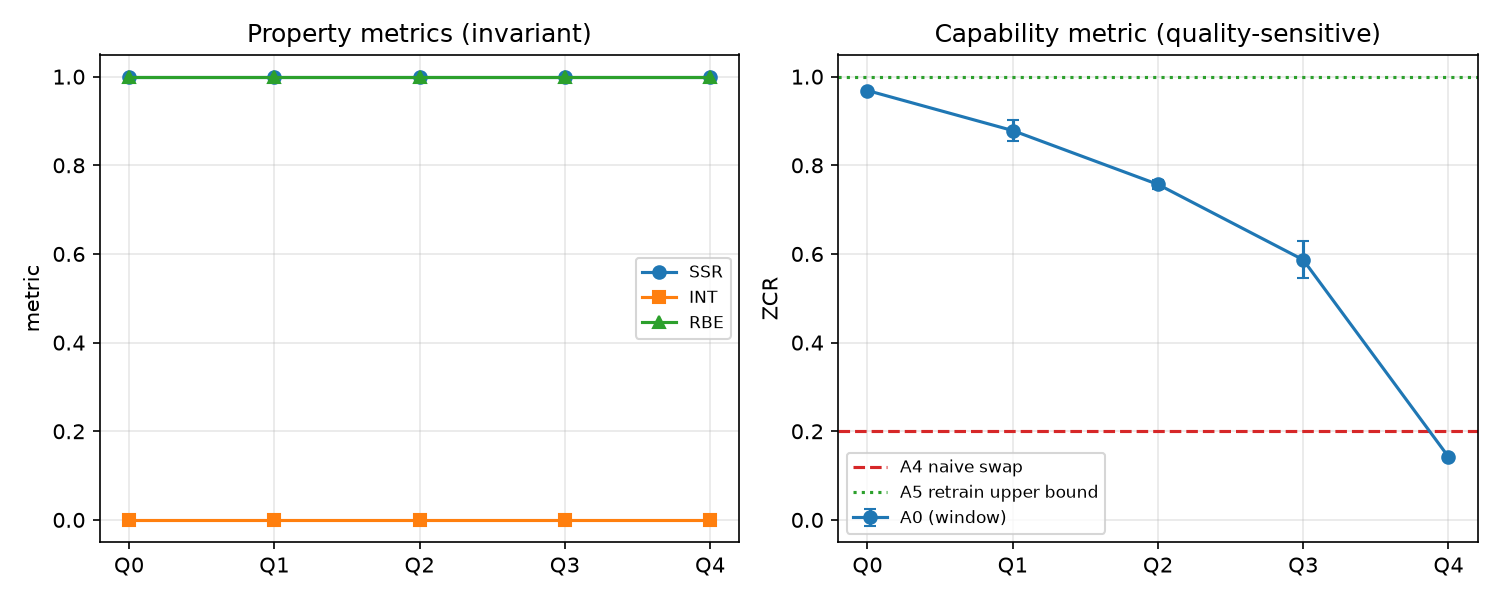 Property metrics (invariant)
metric
1.0
0.8
0.6
0.4
0.2
0.0
SSR
INT
RBE
Q0 Q1 Q2 Q3 Q4
Capability metric (quality-sensitive)
ZCR
1.0
0.8
0.6
0.4
0.2
0.0
A4 naive swap
A5 retrain upper bound
A0 (window)
Q0 Q1 Q2 Q3 Q4